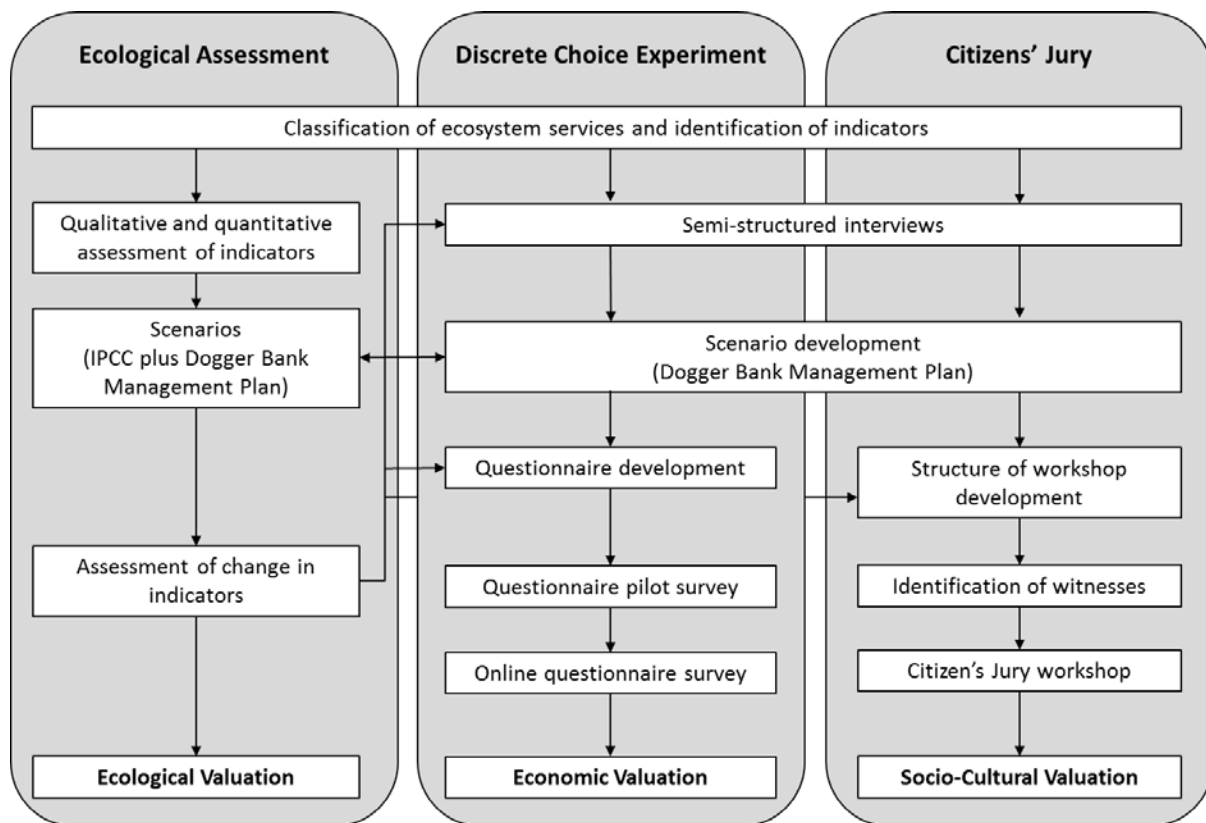 Ecological Assessment
Discrete Choice Experiment
Citizens' Jury
Classification of ecosystem services and identification of indicators
Qualitative and quantitative
assessment of indicators
Semi-structured interviews
Scenarios
(IPCC plus Dogger Bank
Management Plan)
Scenario development
(Dogger Bank Management Plan)
Questionnaire development
Structure of workshop
development
Assessment of change in
indicators
Questionnaire pilot survey
Identification of witnesses
Online questionnaire survey
Citizen's Jury workshop
Ecological Valuation
Economic Valuation
Socio-Cultural Valuation